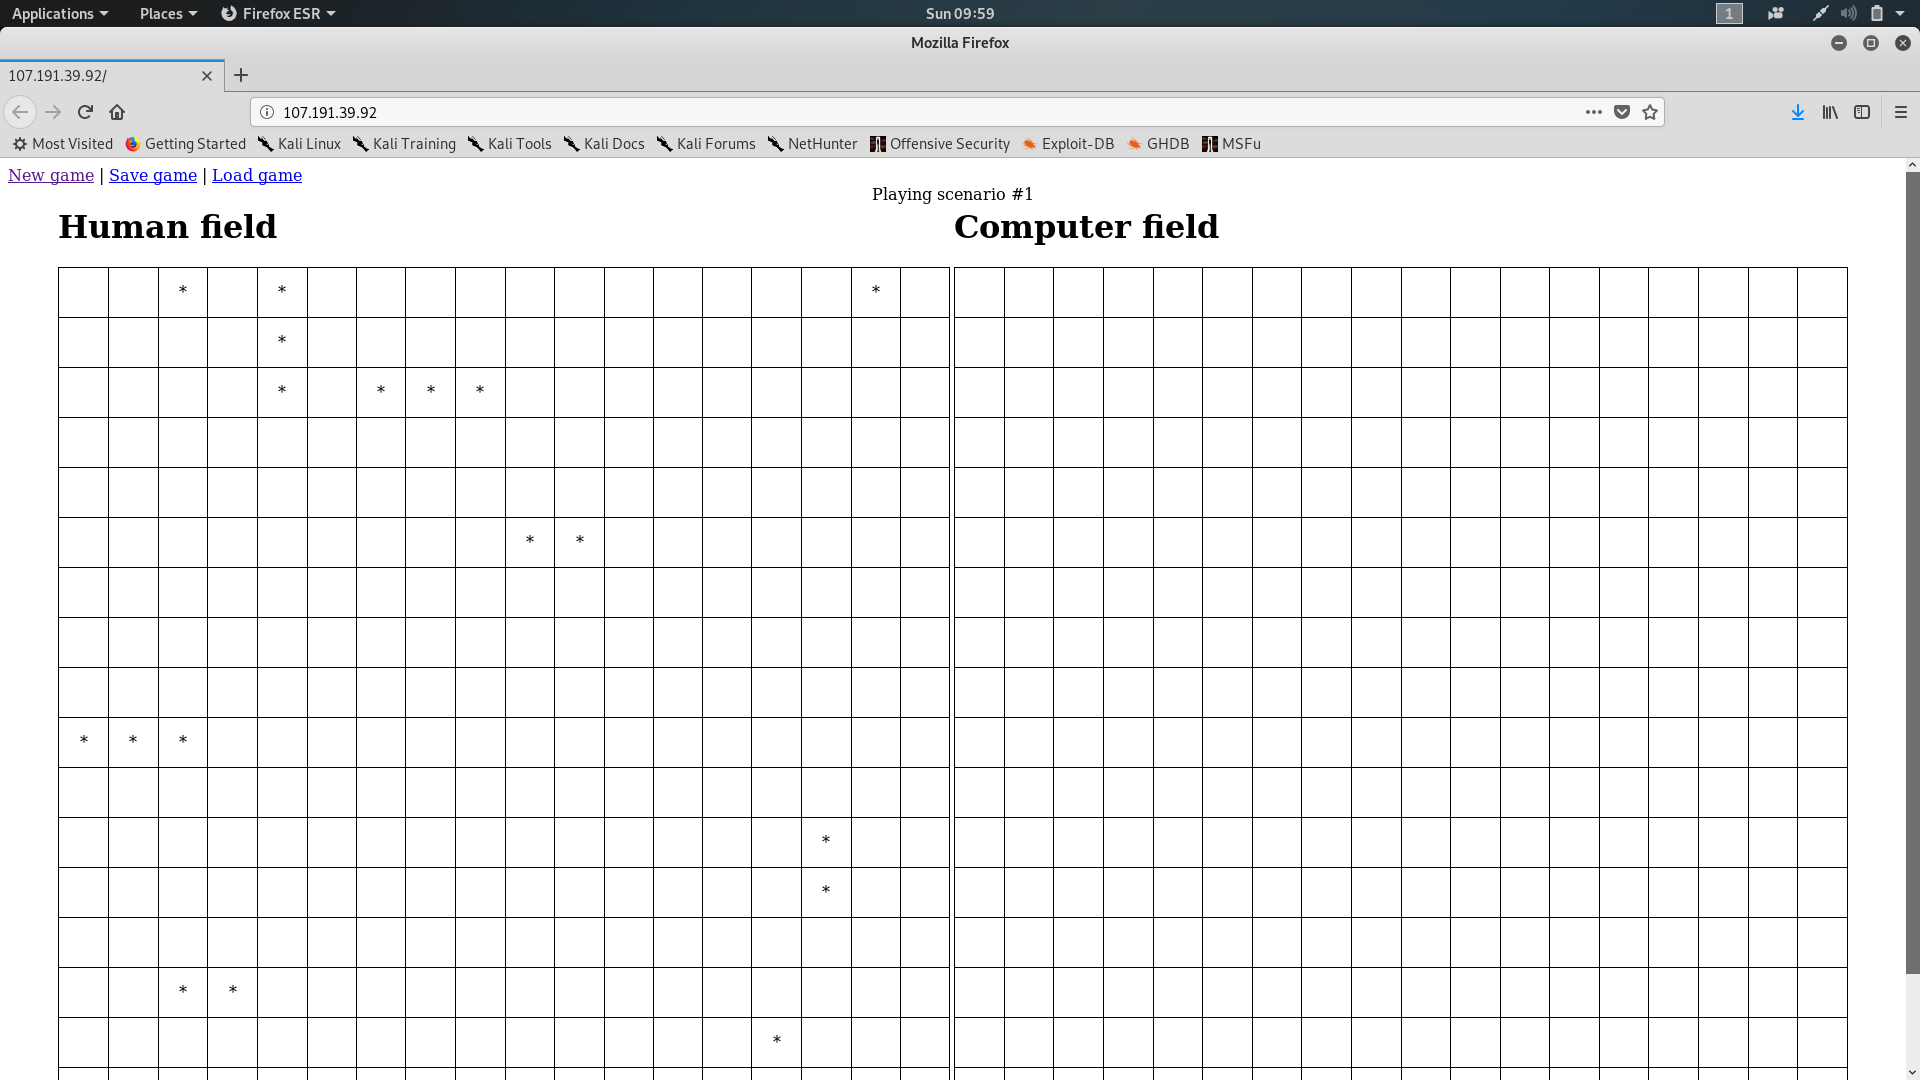 Applications Places Firefox ESR Sun 09:59 1
Mozilla Firefox
107.191.39.92/
107.191.39.92
Most Visited Getting Started Kali Linux Kali Training Kali Tools Kali Docs Kali Forums NetHunter Offensive Security Exploit-DB GHDB MSFu
New game | Save game | Load game
Playing scenario #1
Human field Computer field
* * *
*
* * * *
* *
* * *
*
*
* *
*